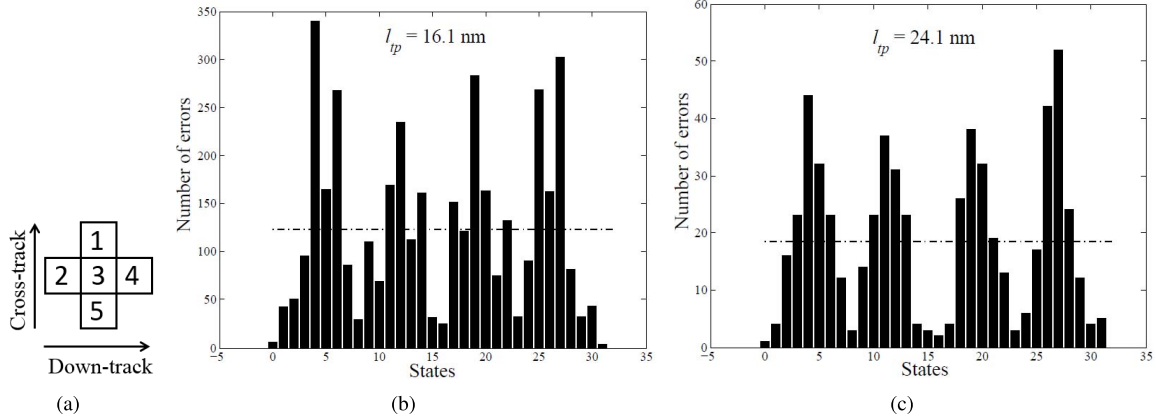 Cross-track
1
2 3 4
5
Down-track
(a)
Number of errors
350
300
250
200
150
100
50
0
l_tp = 16.1 nm
−5 0 5 10 15 20 25 30 35
States
(b)
Number of errors
60
50
40
30
20
10
0
l_tp = 24.1 nm
−5 0 5 10 15 20 25 30 35
States
(c)